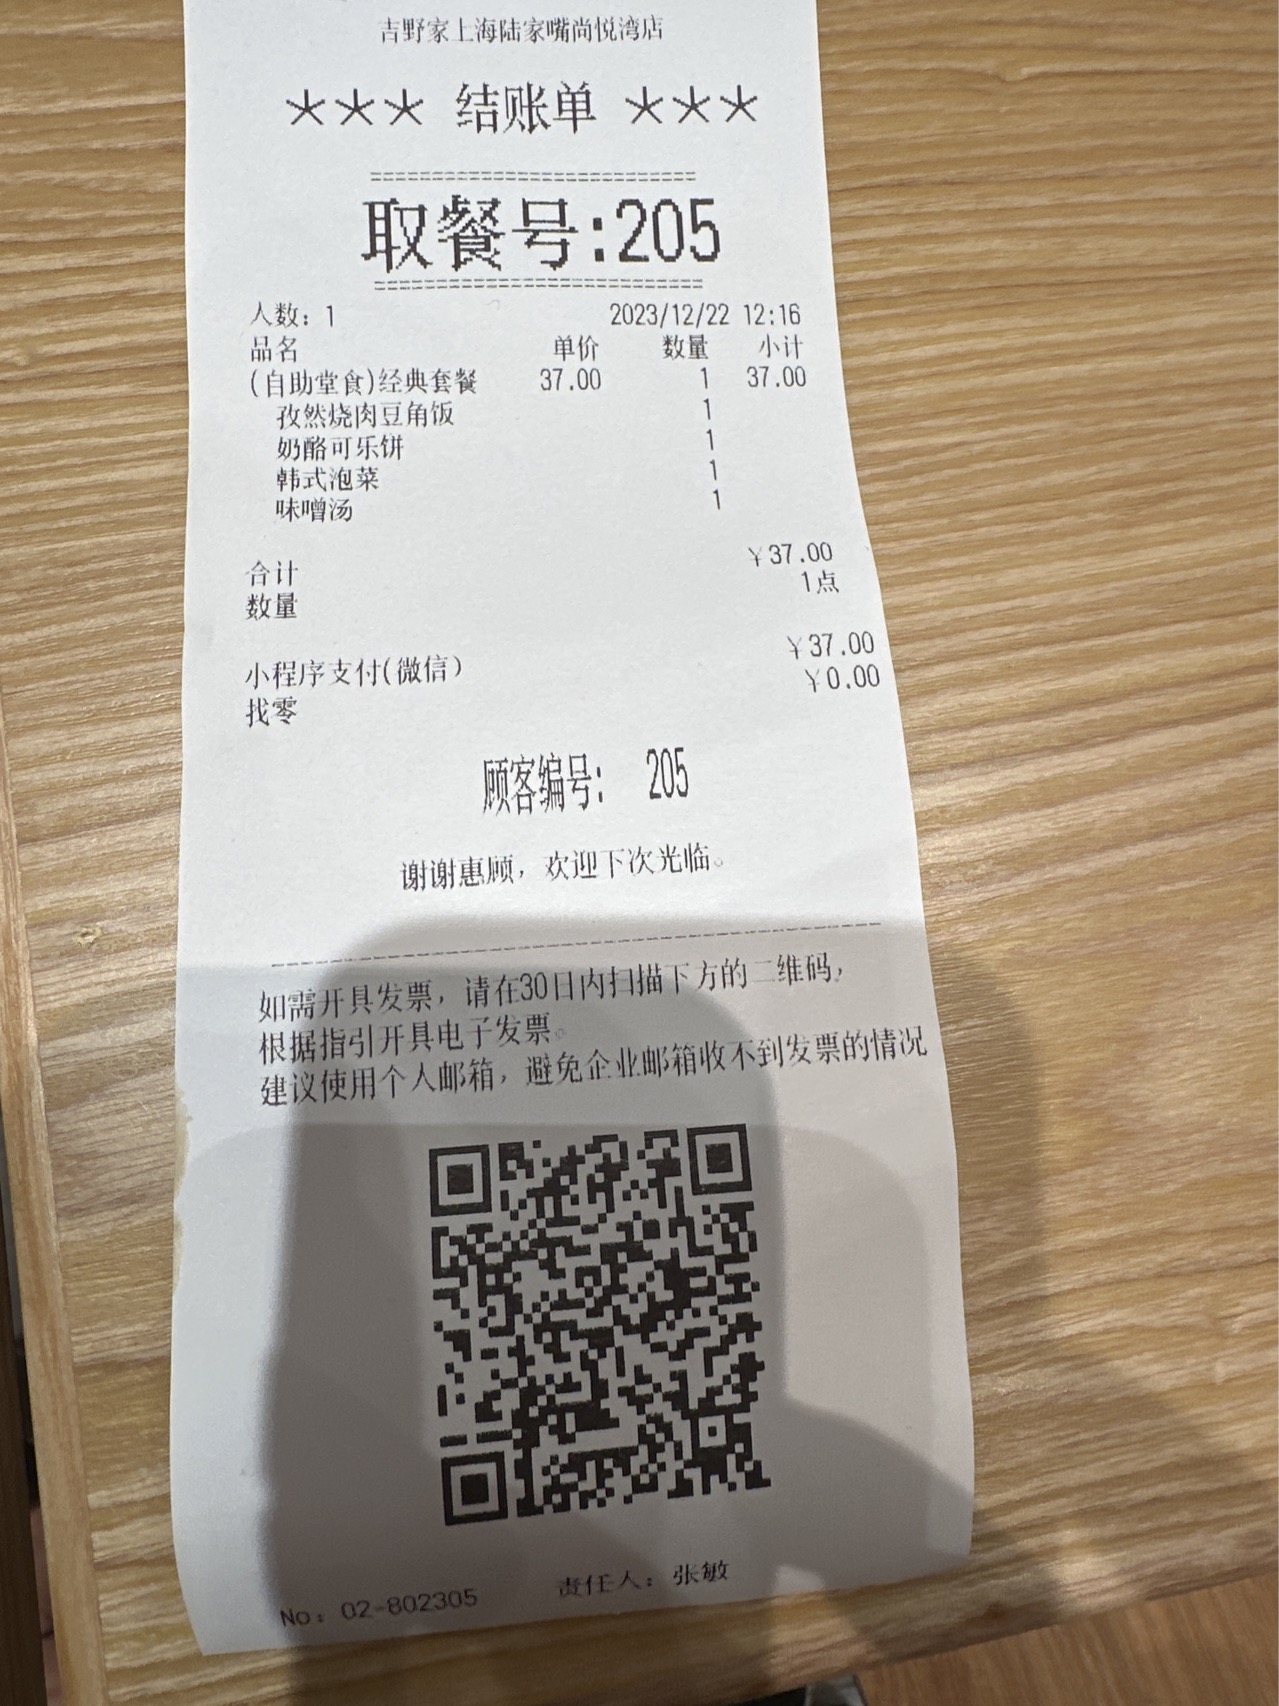 吉野家上海陆家嘴尚悦湾店
*** 结账单 ***
==========================
取餐号:205
==========================
人数：1 2023/12/22 12:16
品名 单价 数量 小计
(自助堂食)经典套餐 37.00 1 37.00
孜然烧肉豆角饭 1
奶酪可乐饼 1
韩式泡菜 1
味噌汤 1
合计 ¥37.00
数量 1点
小程序支付(微信) ¥37.00
找零 ¥0.00
顾客编号： 205
谢谢惠顾，欢迎下次光临。
如需开具发票，请在30日内扫描下方的二维码，
根据指引开具电子发票。
建议使用个人邮箱，避免企业邮箱收不到发票的情况
No：02-802305 责任人：张敏